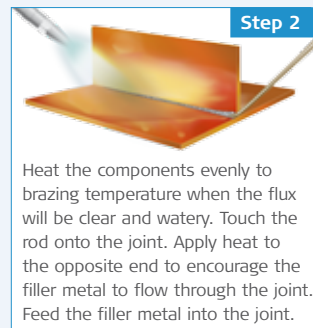 Step 2
Heat the components evenly to
brazing temperature when the flux
will be clear and watery. Touch the
rod onto the joint. Apply heat to
the opposite end to encourage the
filler metal to flow through the joint.
Feed the filler metal into the joint.